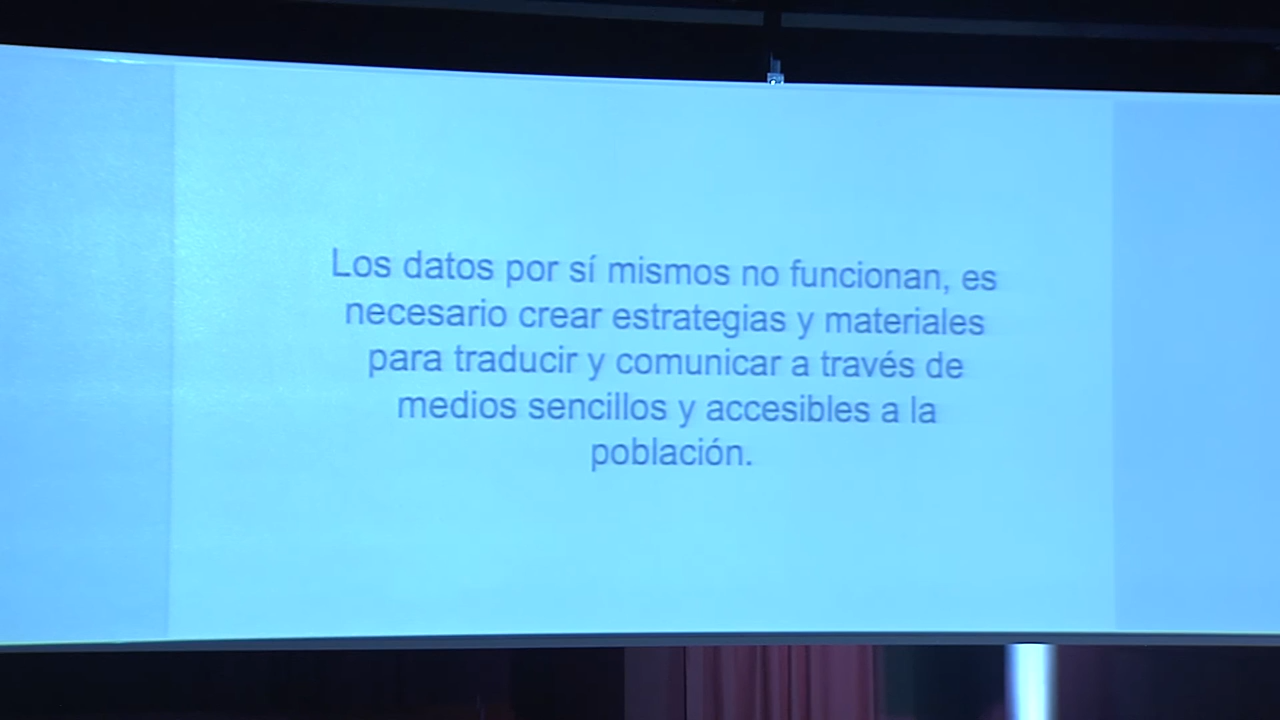 Los datos por sí mismos no funcionan, es
necesario crear estrategias y materiales
para traducir y comunicar a través de
medios sencillos y accesibles a la
población.